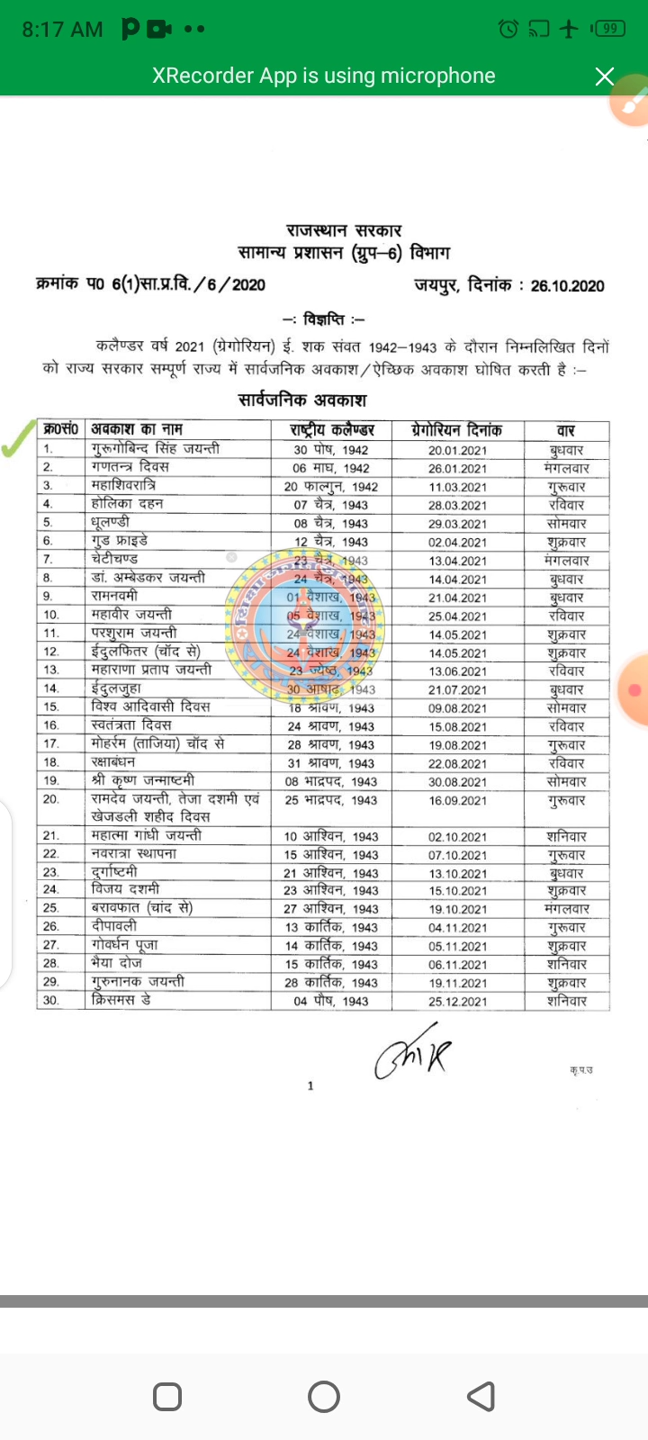 8:17 AM
99
XRecorder App is using microphone
राजस्थान सरकार
सामान्य प्रशासन (ग्रुप–6) विभाग
क्रमांक प0 6(1)सा.प्र.वि./6/2020 जयपुर, दिनांक : 26.10.2020
–: विज्ञप्ति :–
कलैण्डर वर्ष 2021 (ग्रेगोरियन) ई. शक संवत 1942–1943 के दौरान निम्नलिखित दिनों
को राज्य सरकार सम्पूर्ण राज्य में सार्वजनिक अवकाश/ऐच्छिक अवकाश घोषित करती है :–
सार्वजनिक अवकाश
क्र0सं0 अवकाश का नाम राष्ट्रीय कलैण्डर ग्रेगोरियन दिनांक वार
1. गुरूगोबिन्द सिंह जयन्ती 30 पोष, 1942 20.01.2021 बुधवार
2. गणतन्त्र दिवस 06 माघ, 1942 26.01.2021 मंगलवार
3. महाशिवरात्रि 20 फाल्गुन, 1942 11.03.2021 गुरूवार
4. होलिका दहन 07 चैत्र, 1943 28.03.2021 रविवार
5. धूलण्डी 08 चैत्र, 1943 29.03.2021 सोमवार
6. गुड फ्राइडे 12 चैत्र, 1943 02.04.2021 शुक्रवार
7. चेटीचण्ड 23 चैत्र, 1943 13.04.2021 मंगलवार
8. डां. अम्बेडकर जयन्ती 24 चैत्र, 1943 14.04.2021 बुधवार
9. रामनवमी 01 वैशाख, 1943 21.04.2021 बुधवार
10. महावीर जयन्ती 05 वैशाख, 1943 25.04.2021 रविवार
11. परशुराम जयन्ती 24 वैशाख, 1943 14.05.2021 शुक्रवार
12. ईदुलफितर (चॉद से) 24 वैशाख, 1943 14.05.2021 शुक्रवार
13. महाराणा प्रताप जयन्ती 23 ज्येष्ठ, 1943 13.06.2021 रविवार
14. ईदुलजुहा 30 आषाढ, 1943 21.07.2021 बुधवार
15. विश्व आदिवासी दिवस 18 श्रावण, 1943 09.08.2021 सोमवार
16. स्वतंत्रता दिवस 24 श्रावण, 1943 15.08.2021 रविवार
17. मोहर्रम (ताजिया) चॉद से 28 श्रावण, 1943 19.08.2021 गुरूवार
18. रक्षाबंधन 31 श्रावण, 1943 22.08.2021 रविवार
19. श्री कृष्ण जन्माष्टमी 08 भाद्रपद, 1943 30.08.2021 सोमवार
20. रामदेव जयन्ती, तेजा दशमी एवं 25 भाद्रपद, 1943 16.09.2021 गुरूवार
खेजडली शहीद दिवस
21. महात्मा गांधी जयन्ती 10 आश्विन, 1943 02.10.2021 शनिवार
22. नवरात्रा स्थापना 15 आश्विन, 1943 07.10.2021 गुरूवार
23. दुर्गाष्टमी 21 आश्विन, 1943 13.10.2021 बुधवार
24. विजय दशमी 23 आश्विन, 1943 15.10.2021 शुक्रवार
25. बरावफात (चांद से) 27 आश्विन, 1943 19.10.2021 मंगलवार
26. दीपावली 13 कार्तिक, 1943 04.11.2021 गुरूवार
27. गोवर्धन पूजा 14 कार्तिक, 1943 05.11.2021 शुक्रवार
28. भैया दोज 15 कार्तिक, 1943 06.11.2021 शनिवार
29. गुरुनानक जयन्ती 28 कार्तिक, 1943 19.11.2021 शुक्रवार
30. क्रिसमस डे 04 पौष, 1943 25.12.2021 शनिवार
कृ.प.उ
1